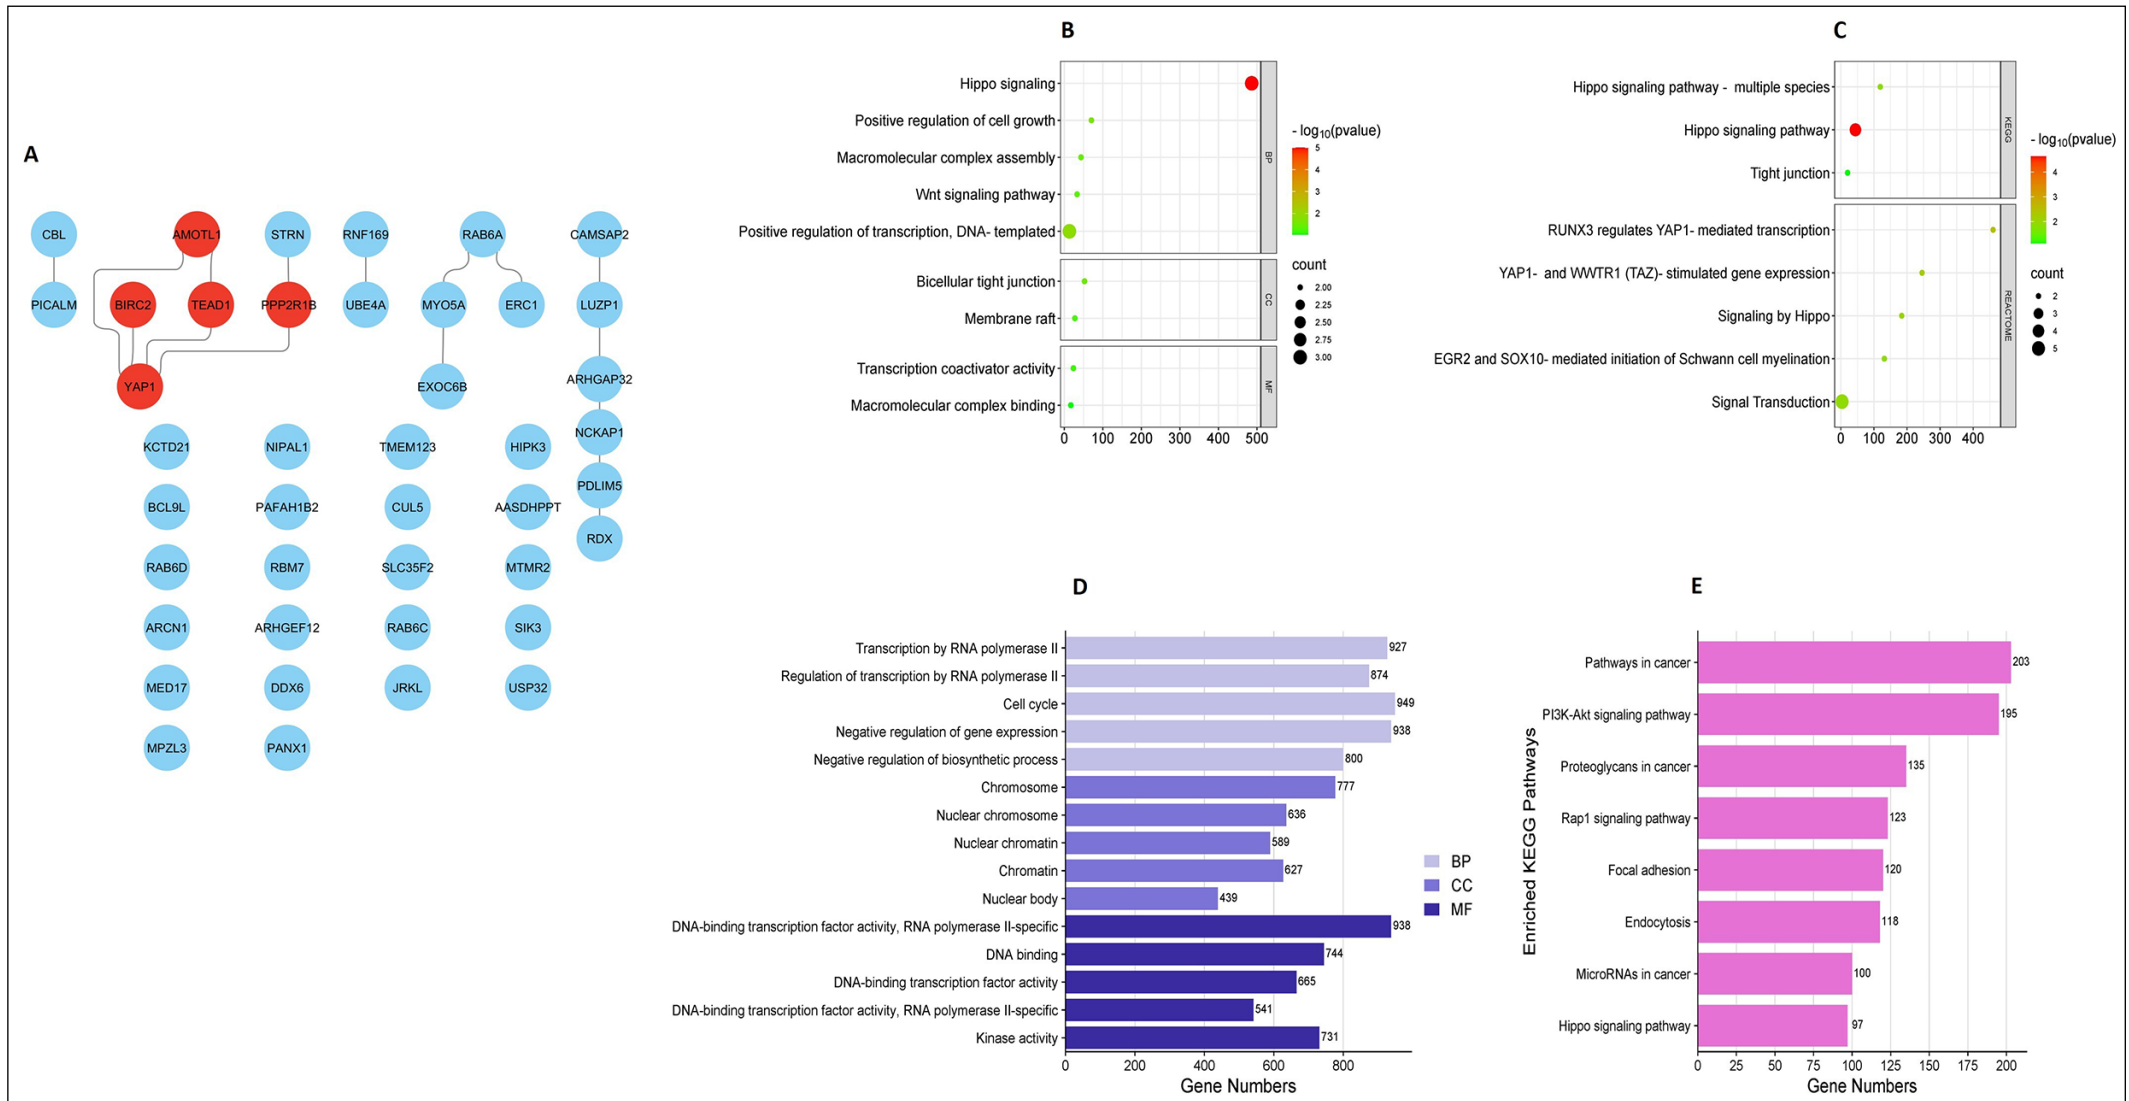 A
CBL
AMOTL1
STRN
RNF169
RAB6A
CAMSAP2
PICALM
BIRC2
TEAD1
PPP2R1B
UBE4A
MYO5A
ERC1
LUZP1
YAP1
EXOC6B
ARHGAP32
KCTD21
NIPAL1
TMEM123
HIPK3
NCKAP1
BCL9L
PAFAH1B2
CUL5
AASDHPPT
PDLIM5
RAB6D
RBM7
SLC35F2
MTMR2
RDX
ARCN1
ARHGEF12
RAB6C
SIK3
MED17
DDX6
JRKL
USP32
MPZL3
PANX1
B
Hippo signaling
Positive regulation of cell growth
Macromolecular complex assembly
Wnt signaling pathway
Positive regulation of transcription, DNA- templated
BP
Bicellular tight junction
Membrane raft
CC
Transcription coactivator activity
Macromolecular complex binding
MF
0 100 200 300 400 500
- log10(pvalue)
5
4
3
2
count
2.00
2.25
2.50
2.75
3.00
C
Hippo signaling pathway - multiple species
Hippo signaling pathway
Tight junction
KEGG
RUNX3 regulates YAP1- mediated transcription
YAP1- and WWTR1 (TAZ)- stimulated gene expression
Signaling by Hippo
EGR2 and SOX10- mediated initiation of Schwann cell myelination
Signal Transduction
REACTOME
0 100 200 300 400
- log10(pvalue)
4
3
2
count
2
3
4
5
D
Transcription by RNA polymerase II 927
Regulation of transcription by RNA polymerase II 874
Cell cycle 949
Negative regulation of gene expression 938
Negative regulation of biosynthetic process 800
Chromosome 777
Nuclear chromosome 636
Nuclear chromatin 589
Chromatin 627
Nuclear body 439
DNA-binding transcription factor activity, RNA polymerase II-specific 938
DNA binding 744
DNA-binding transcription factor activity 665
DNA-binding transcription factor activity, RNA polymerase II-specific 541
Kinase activity 731
0 200 400 600 800
Gene Numbers
BP
CC
MF
E
Enriched KEGG Pathways
Pathways in cancer 203
PI3K-Akt signaling pathway 195
Proteoglycans in cancer 135
Rap1 signaling pathway 123
Focal adhesion 120
Endocytosis 118
MicroRNAs in cancer 100
Hippo signaling pathway 97
0 25 50 75 100 125 150 175 200
Gene Numbers